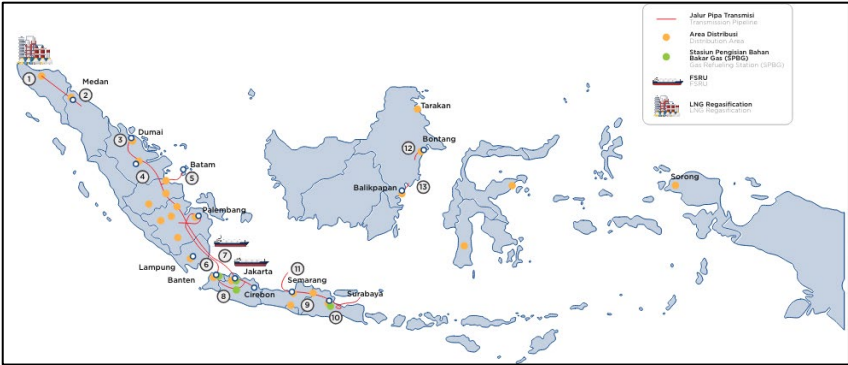 Jalur Pipa Transmisi
Transmission Pipeline
Area Distribusi
Distribution Area
Stasiun Pengisian Bahan
Bakar Gas (SPBG)
Gas Refueling Station (SPBG)
FSRU
FSRU
LNG Regasification
LNG Regasification
1
Medan
2
Tarakan
Dumai
3
Bontang
12
4
Batam
5
Sorong
Balikpapan
13
Palembang
7
Lampung
6
11
Banten
Jakarta
Semarang
8
Cirebon
9
Surabaya
10